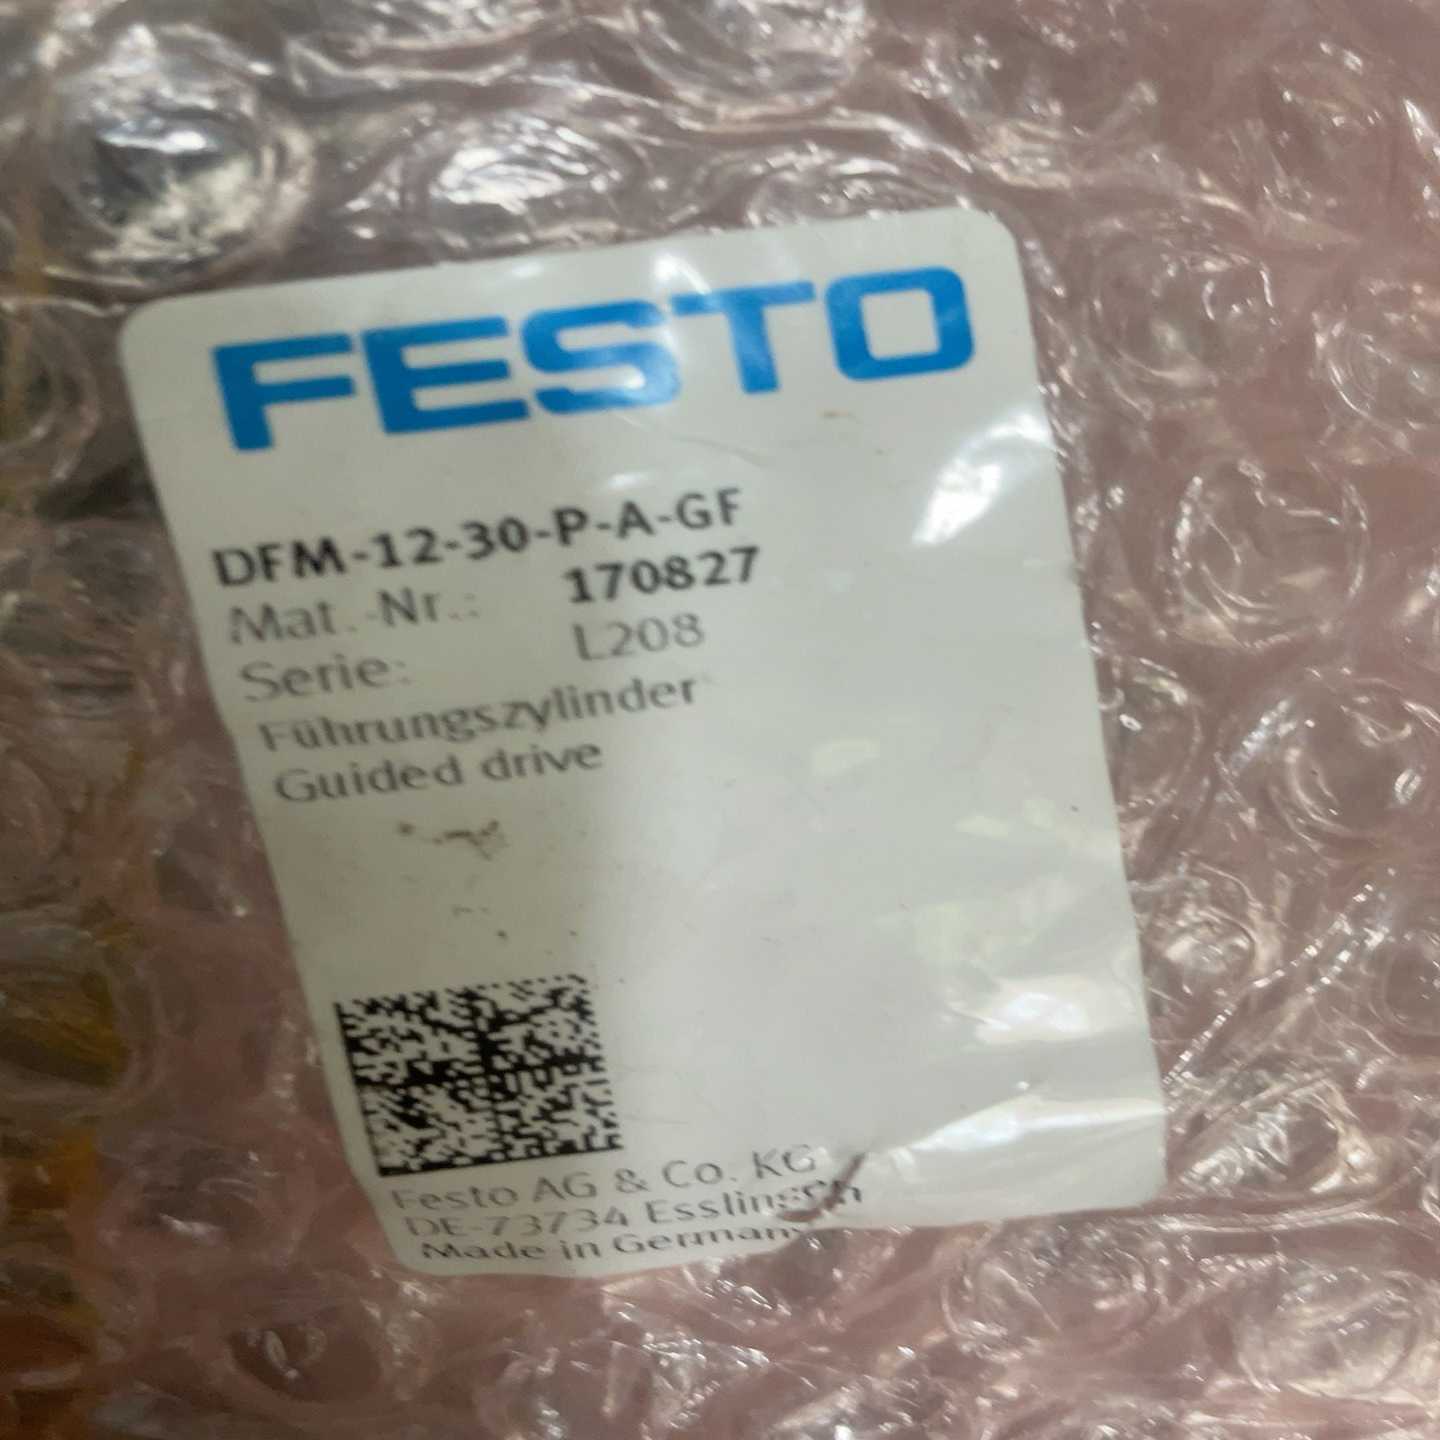 FESTO
DFM-12-30-P-A-GF
Mat.-Nr.: 170827
Serie: L208
Führungszylinder
Guided drive
Festo AG & Co. KG
DE-73734 Esslingen
Made in Germany